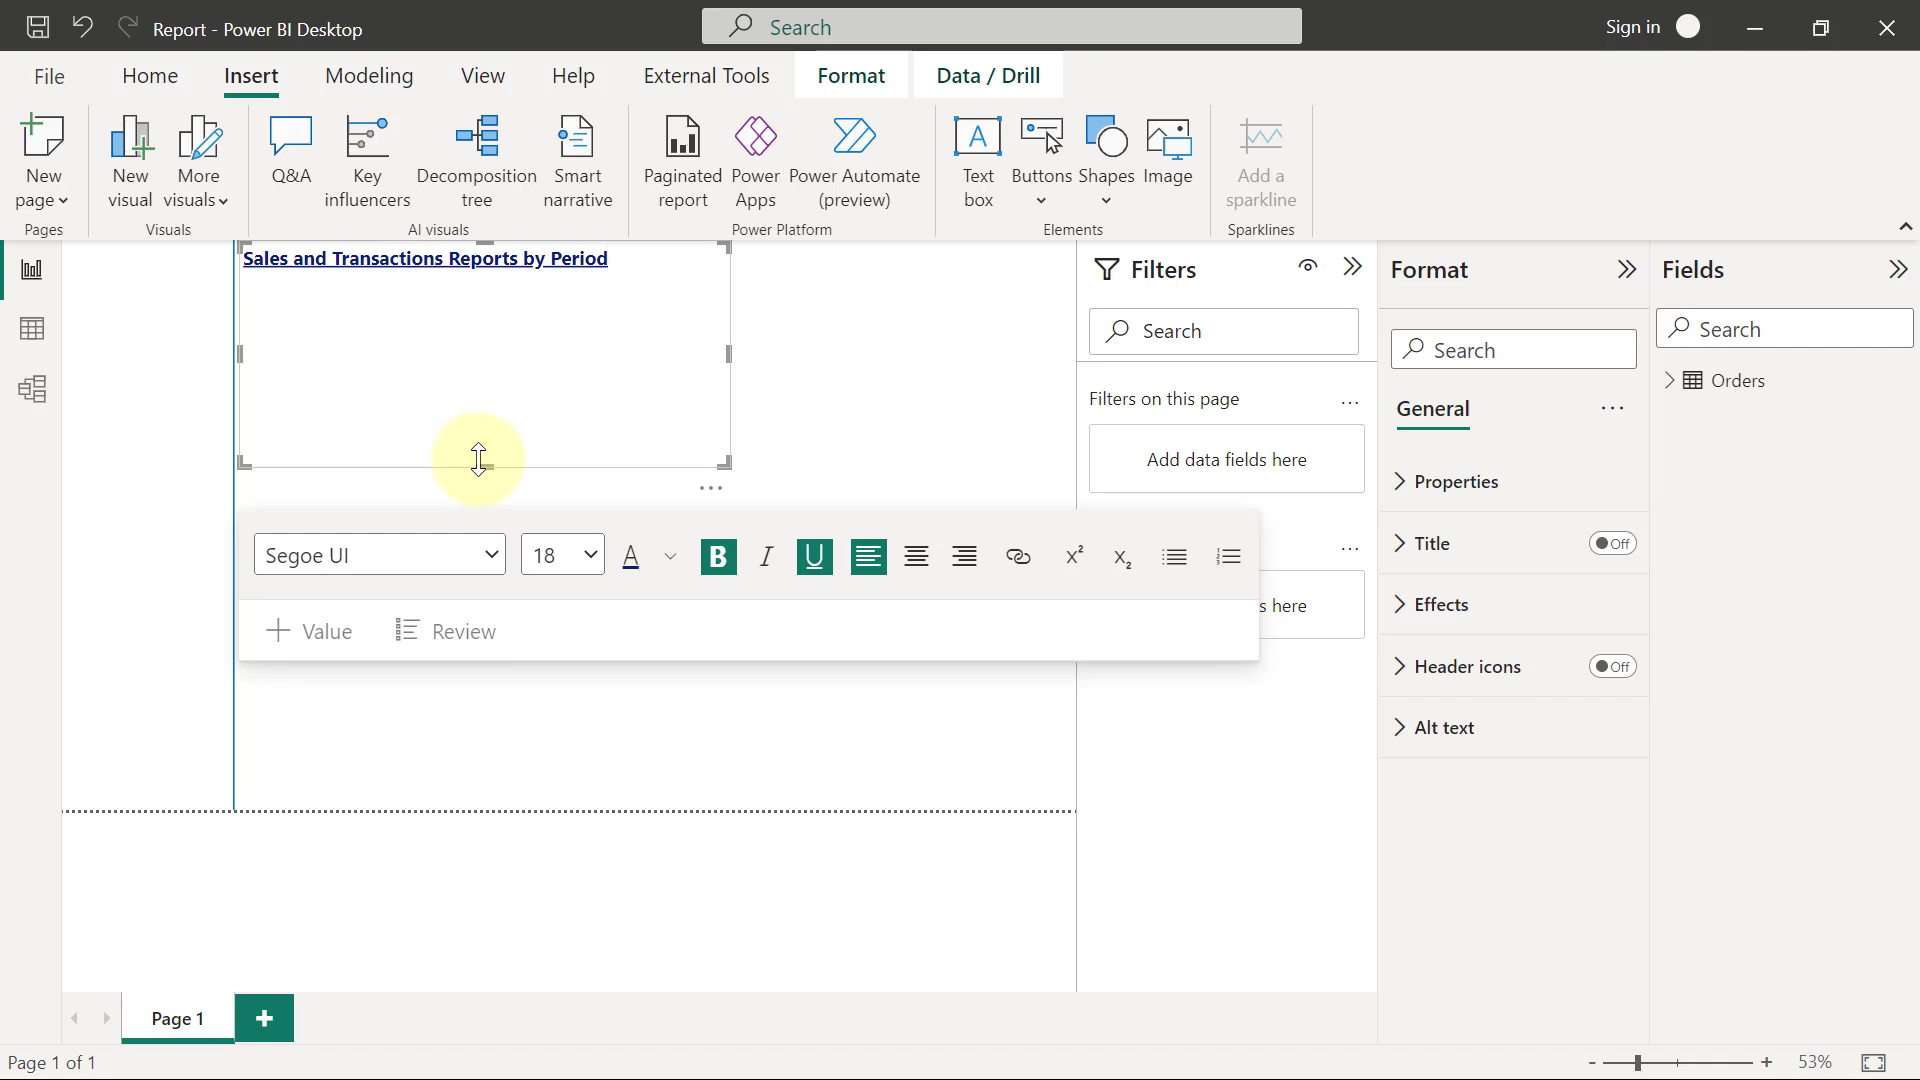 Report - Power BI Desktop
Search
Sign in
File
Home
Insert
Modeling
View
Help
External Tools
Format
Data / Drill
New
page
New
visual
More
visuals
Q&A
Key
influencers
Decomposition
tree
Smart
narrative
Paginated
report
Power
Apps
Power Automate
(preview)
Text
box
Buttons
Shapes
Image
Add a
sparkline
Pages
Visuals
AI visuals
Power Platform
Elements
Sparklines
Sales and Transactions Reports by Period
Segoe UI
18
A
B
I
U
x²
x₂
Value
Review
Filters
Search
Filters on this page
Add data fields here
s here
Format
Search
General
Properties
Title
Off
Effects
Header icons
Off
Alt text
Fields
Search
Orders
Page 1
Page 1 of 1
53%